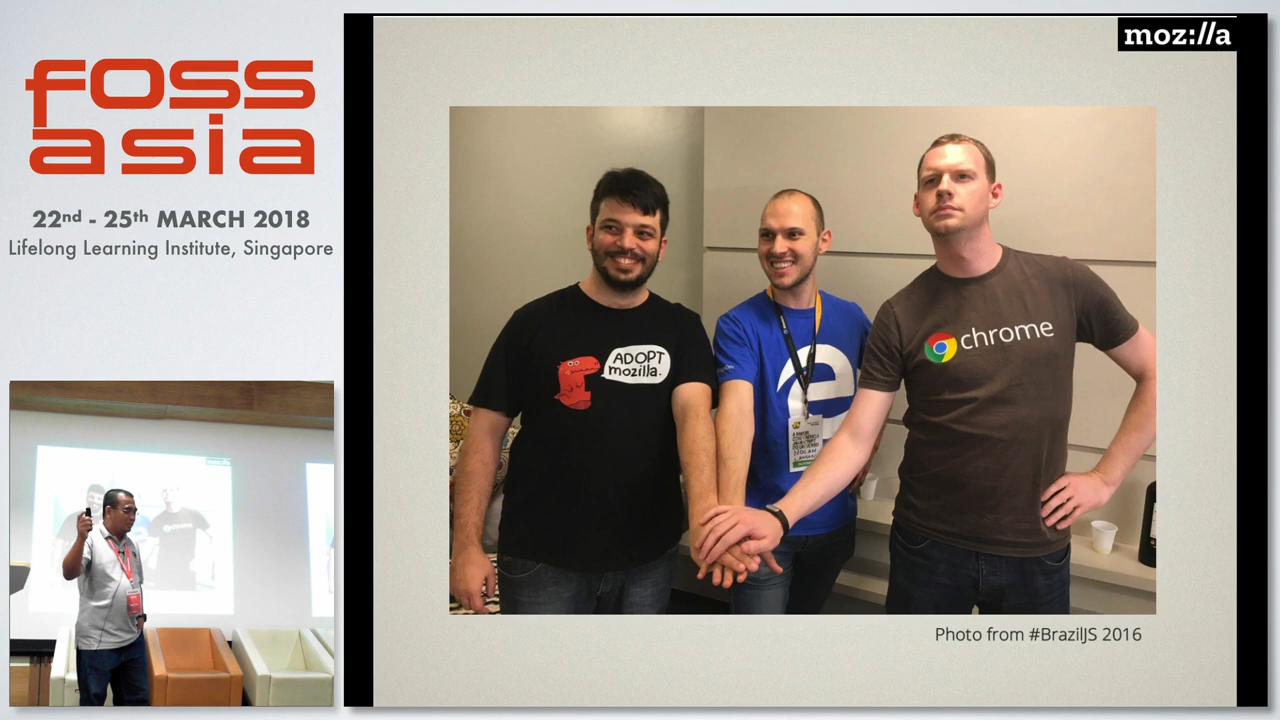 foss
asia
22nd - 25th MARCH 2018
Lifelong Learning Institute, Singapore
moz://a
ADOPT
mozilla.
chrome
Photo from #BrazilJS 2016